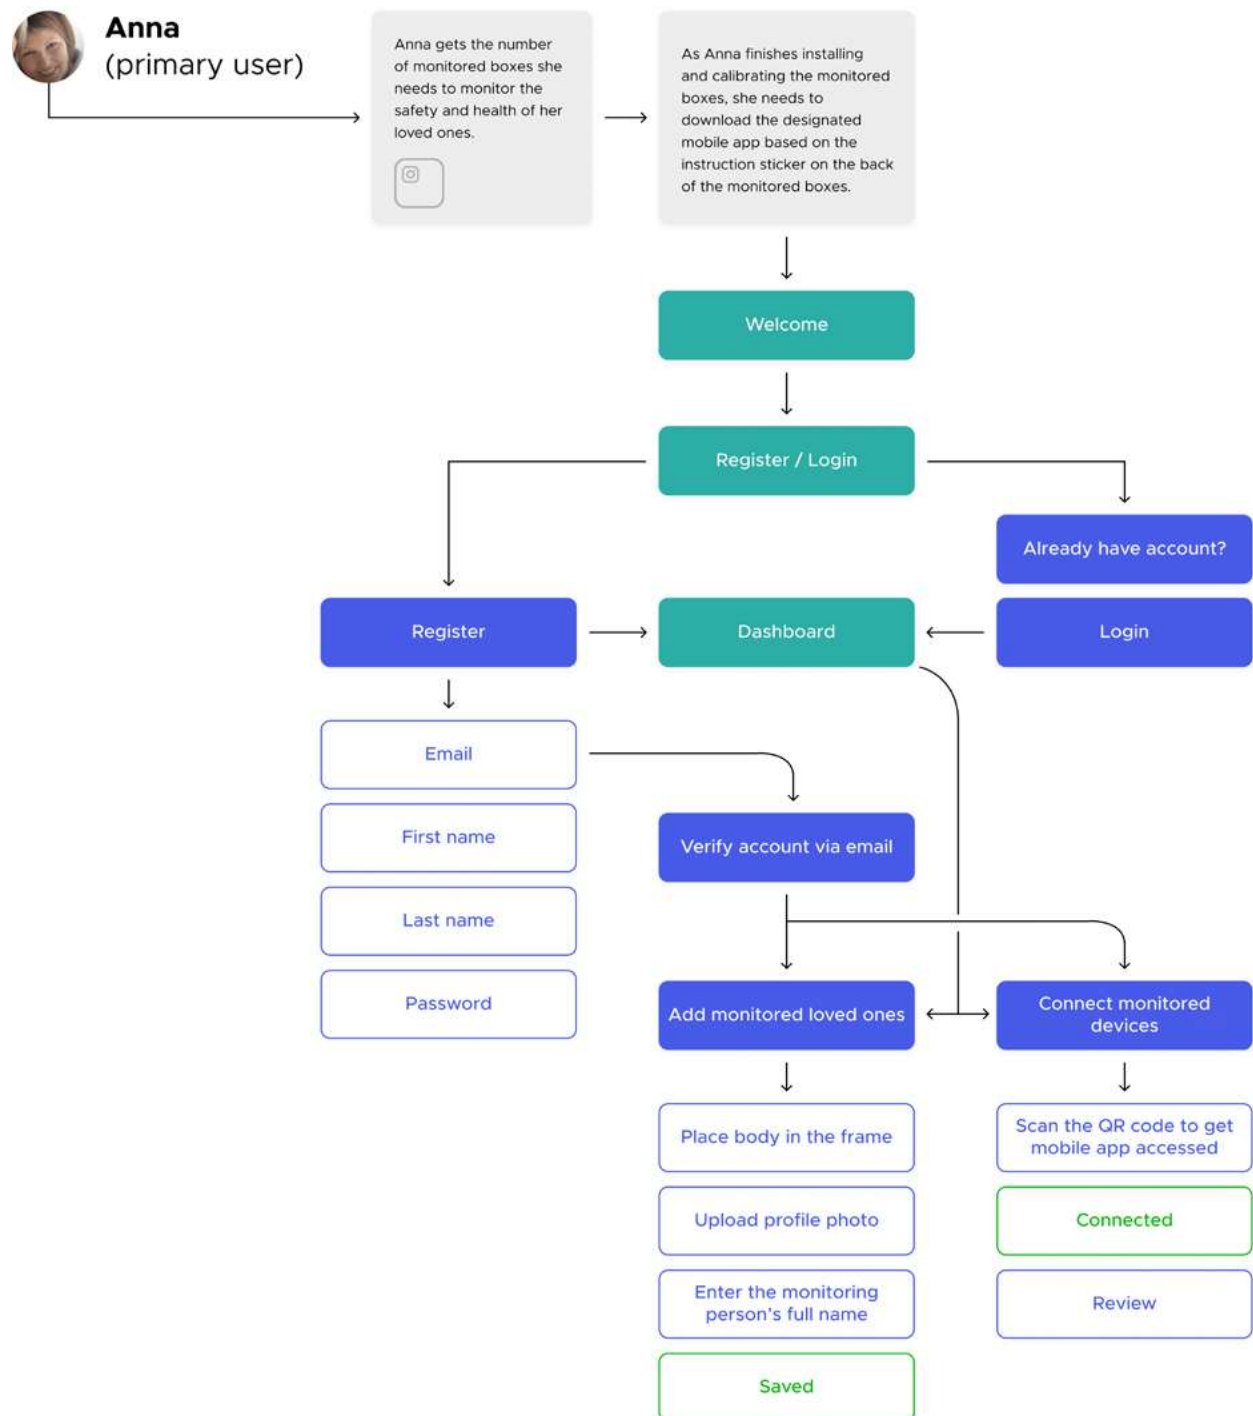 Anna
(primary user)
Anna gets the number
of monitored boxes she
needs to monitor the
safety and health of her
loved ones.
As Anna finishes installing
and calibrating the monitored
boxes, she needs to
download the designated
mobile app based on the
instruction sticker on the back
of the monitored boxes.
Welcome
Register / Login
Already have account?
Register
Dashboard
Login
Email
First name
Last name
Password
Verify account via email
Add monitored loved ones
Connect monitored
devices
Place body in the frame
Upload profile photo
Enter the monitoring
person's full name
Saved
Scan the QR code to get
mobile app accessed
Connected
Review